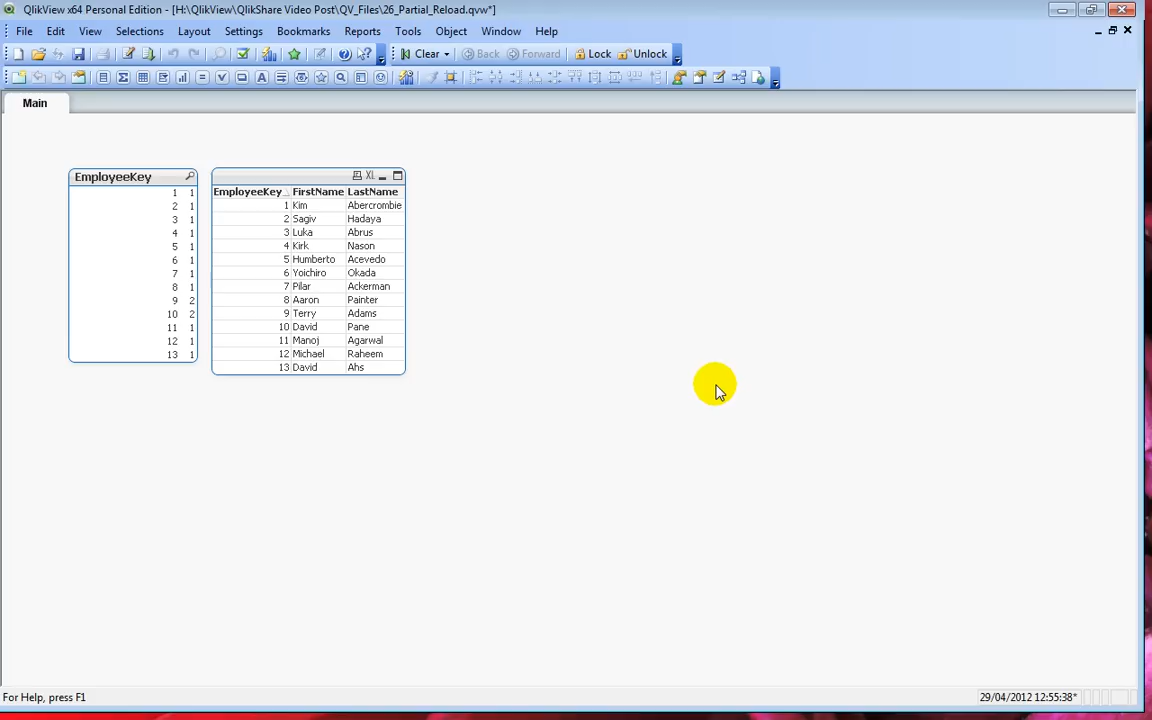 QlikView x64 Personal Edition - [H:\QlikView\QlikShare Video Post\QV_Files\26_Partial_Reload.qvw*]
File Edit View Selections Layout Settings Bookmarks Reports Tools Object Window Help
Clear Back Forward Lock Unlock
Main
EmployeeKey
1 1
2 1
3 1
4 1
5 1
6 1
7 1
8 1
9 2
10 2
11 1
12 1
13 1
XL
EmployeeKey FirstName LastName
1 Kim Abercrombie
2 Sagiv Hadaya
3 Luka Abrus
4 Kirk Nason
5 Humberto Acevedo
6 Yoichiro Okada
7 Pilar Ackerman
8 Aaron Painter
9 Terry Adams
10 David Pane
11 Manoj Agarwal
12 Michael Raheem
13 David Ahs
For Help, press F1
29/04/2012 12:55:38*